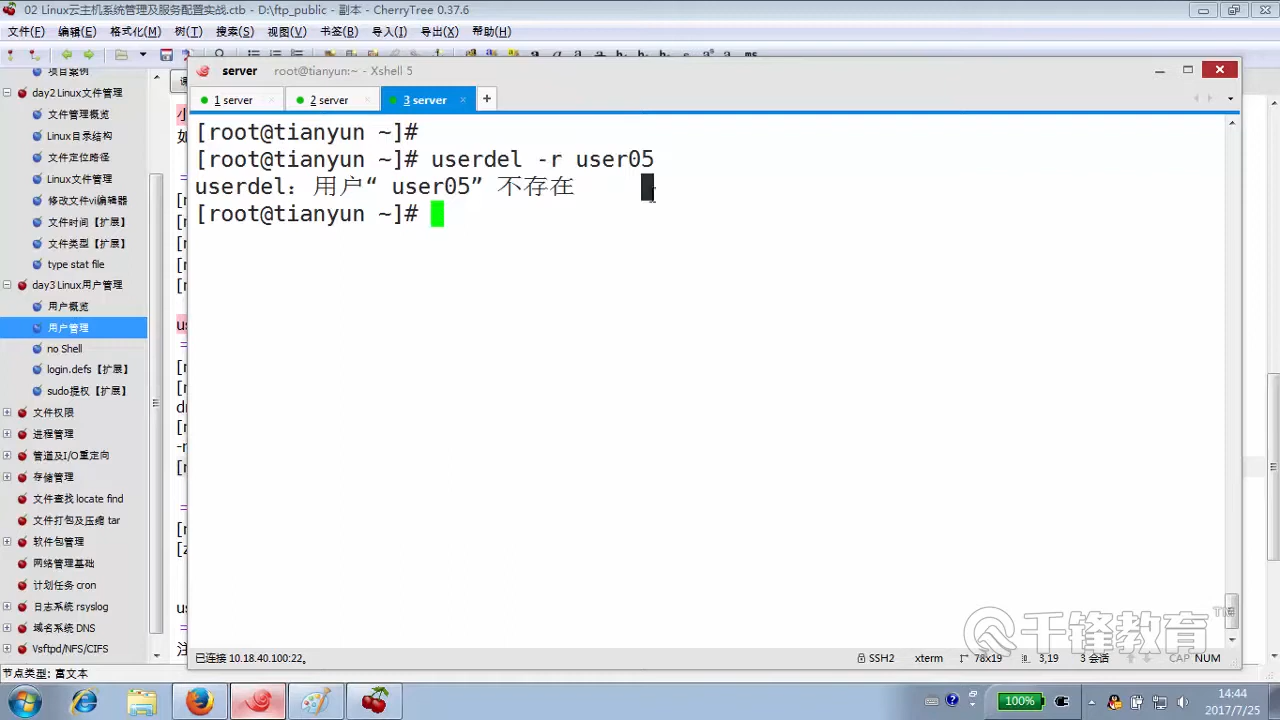 02 Linux云主机系统管理及服务配置实战.ctb - D:\ftp_public - 副本 - CherryTree 0.37.6
文件(F) 编辑(E) 格式化(M) 树(T) 搜索(S) 视图(V) 书签(B) 导入(I) 导出(X) 帮助(H)
项目案例
day2 Linux文件管理
文件管理概览
Linux目录结构
文件定位路径
Linux文件管理
修改文件vi编辑器
文件时间【扩展】
文件类型【扩展】
type stat file
day3 Linux用户管理
用户概览
用户管理
no Shell
login.defs【扩展】
sudo提权【扩展】
文件权限
进程管理
管道及I/O重定向
存储管理
文件查找 locate find
文件打包及压缩 tar
软件包管理
网络管理基础
计划任务 cron
日志系统 rsyslog
域名系统 DNS
Vsftpd/NFS/CIFS
节点类型: 富文本
server root@tianyun:~ - Xshell 5
1 server 2 server 3 server
[root@tianyun ~]#
[root@tianyun ~]# userdel -r user05
userdel：用户“ user05” 不存在
[root@tianyun ~]#
千锋教育
已连接 10.18.40.100:22。 SSH2 xterm 78x19 3,19 3 会话 CAP NUM
100% 14:44
2017/7/25